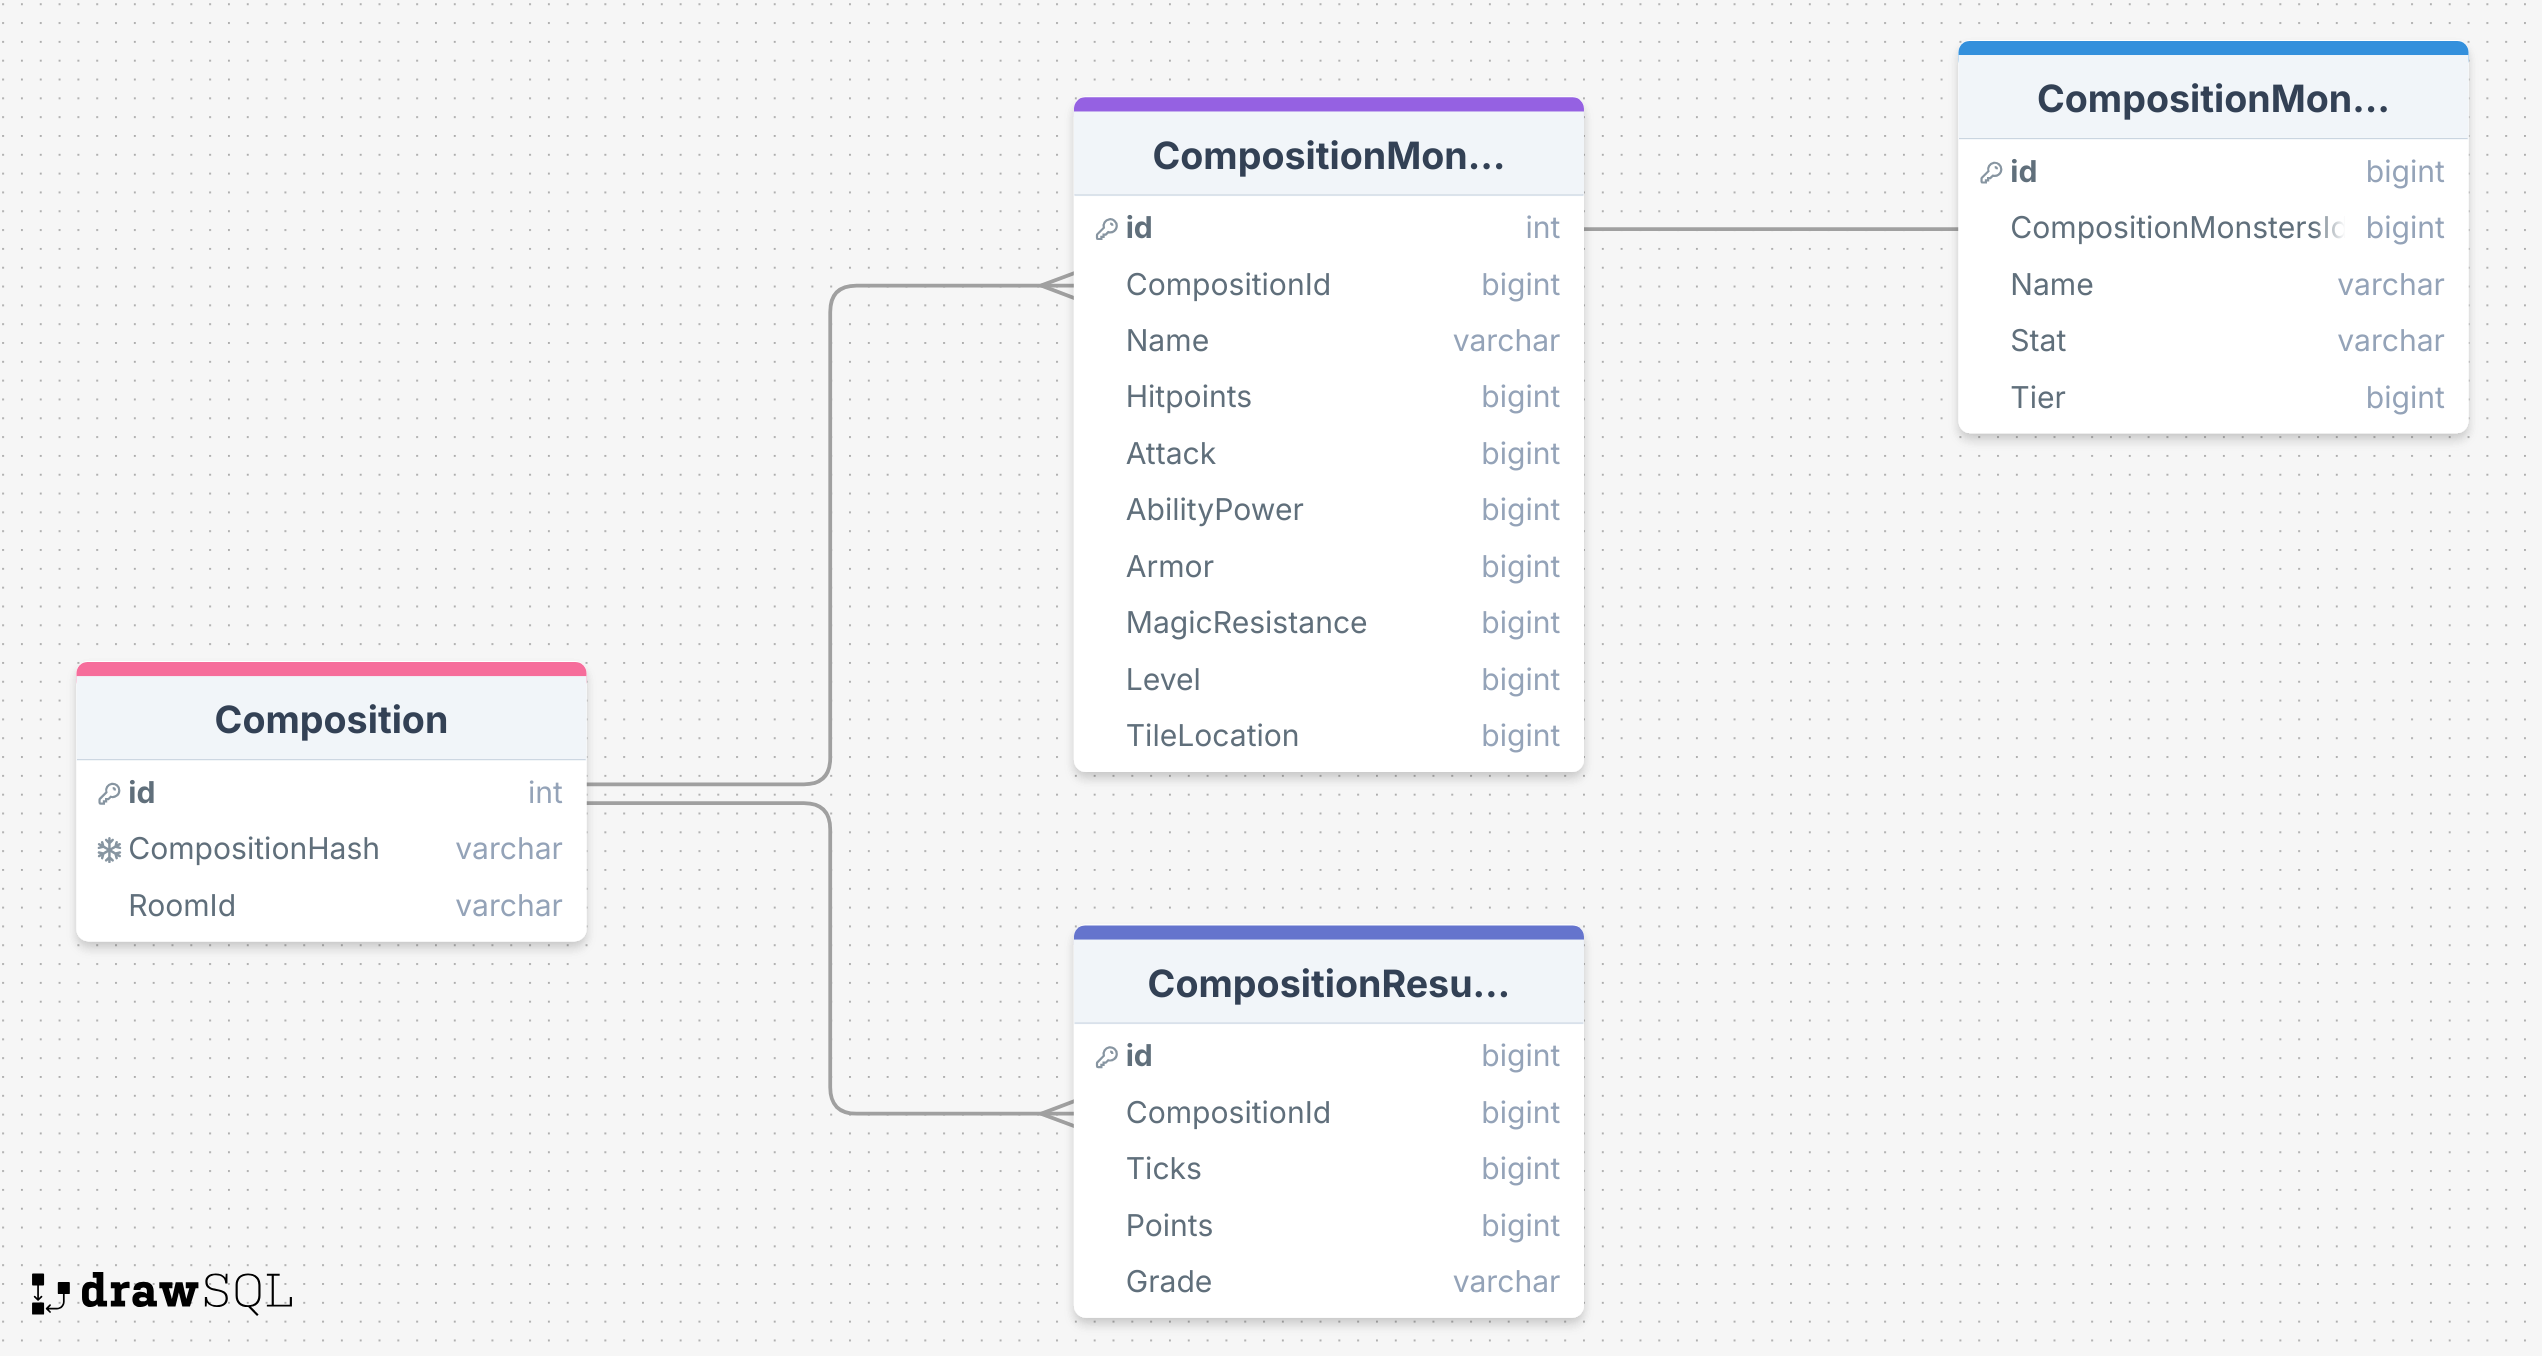 Composition
id int
CompositionHash varchar
RoomId varchar
CompositionMon...
id int
CompositionId bigint
Name varchar
Hitpoints bigint
Attack bigint
AbilityPower bigint
Armor bigint
MagicResistance bigint
Level bigint
TileLocation bigint
CompositionMon...
id bigint
CompositionMonstersId bigint
Name varchar
Stat varchar
Tier bigint
CompositionResu...
id bigint
CompositionId bigint
Ticks bigint
Points bigint
Grade varchar
drawSQL